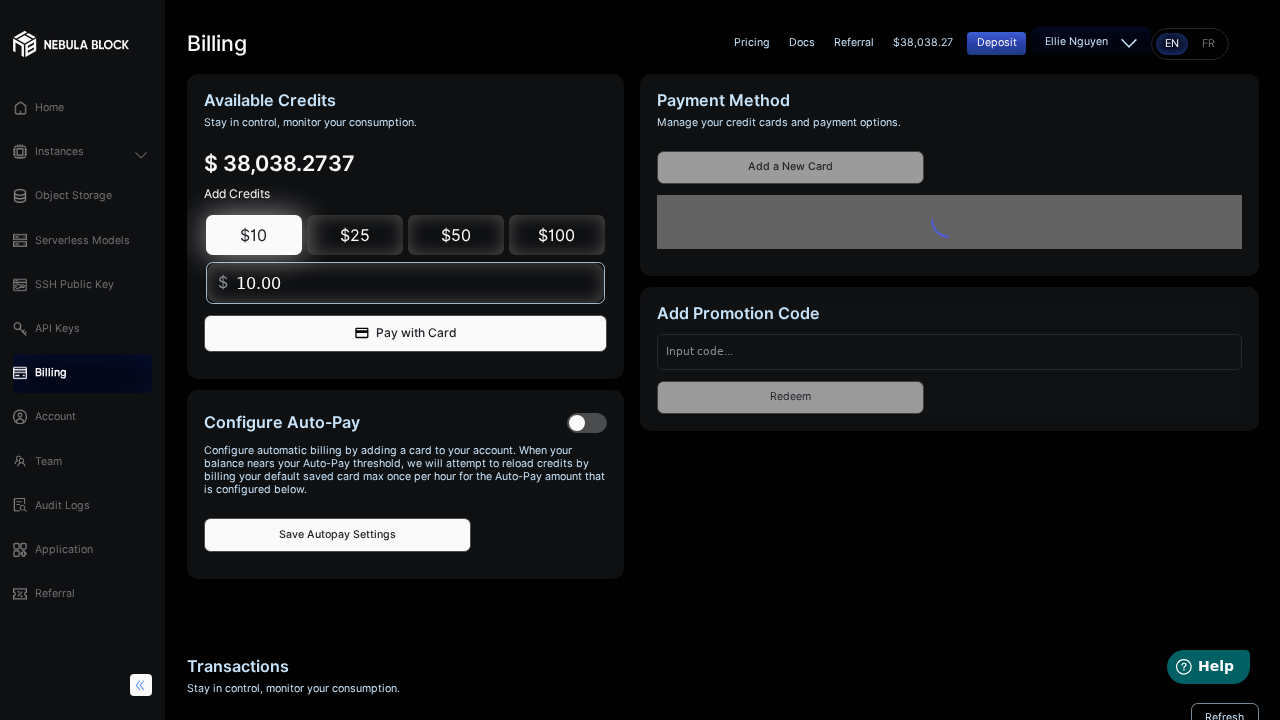 NEBULA BLOCK
Home
Instances
Object Storage
Serverless Models
SSH Public Key
API Keys
Billing
Account
Team
Audit Logs
Application
Referral
Billing
Pricing
Docs
Referral
$38,038.27
Deposit
Ellie Nguyen
EN
FR
Available Credits
Stay in control, monitor your consumption.
$ 38,038.2737
Add Credits
$10
$25
$50
$100
$ 10.00
Pay with Card
Configure Auto-Pay
Configure automatic billing by adding a card to your account. When your
balance nears your Auto-Pay threshold, we will attempt to reload credits by
billing your default saved card max once per hour for the Auto-Pay amount that
is configured below.
Save Autopay Settings
Payment Method
Manage your credit cards and payment options.
Add a New Card
Add Promotion Code
Input code...
Redeem
Transactions
Stay in control, monitor your consumption.
Help
Refresh